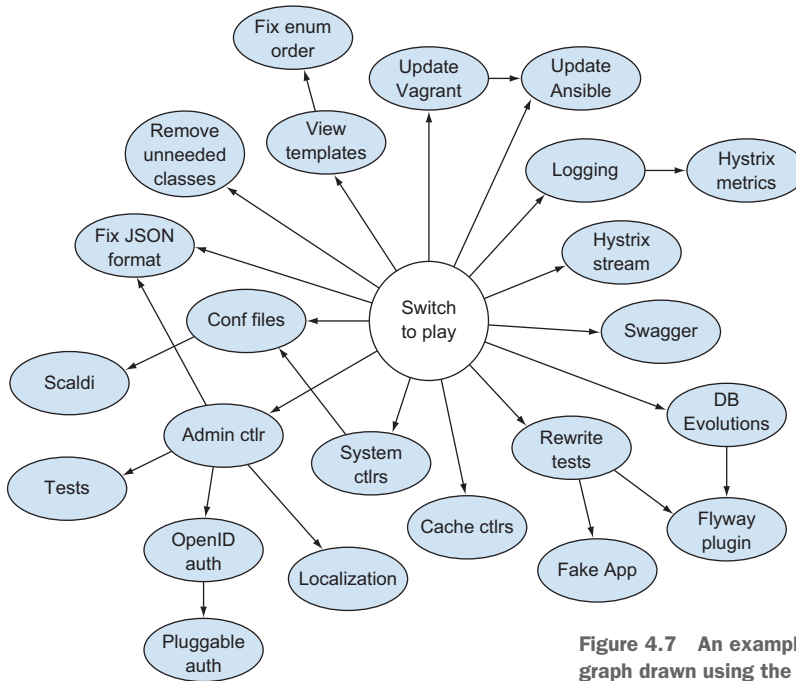 Fix enum
order
Update
Vagrant
Update
Ansible
Remove
unneeded
classes
View
templates
Logging
Hystrix
metrics
Fix JSON
format
Hystrix
stream
Conf files
Switch
to play
Swagger
Scaldi
Admin ctlr
System
ctlrs
Rewrite
tests
DB
Evolutions
Tests
OpenID
auth
Localization
Cache ctlrs
Fake App
Flyway
plugin
Pluggable
auth
Figure 4.7 An exampl
graph drawn using the